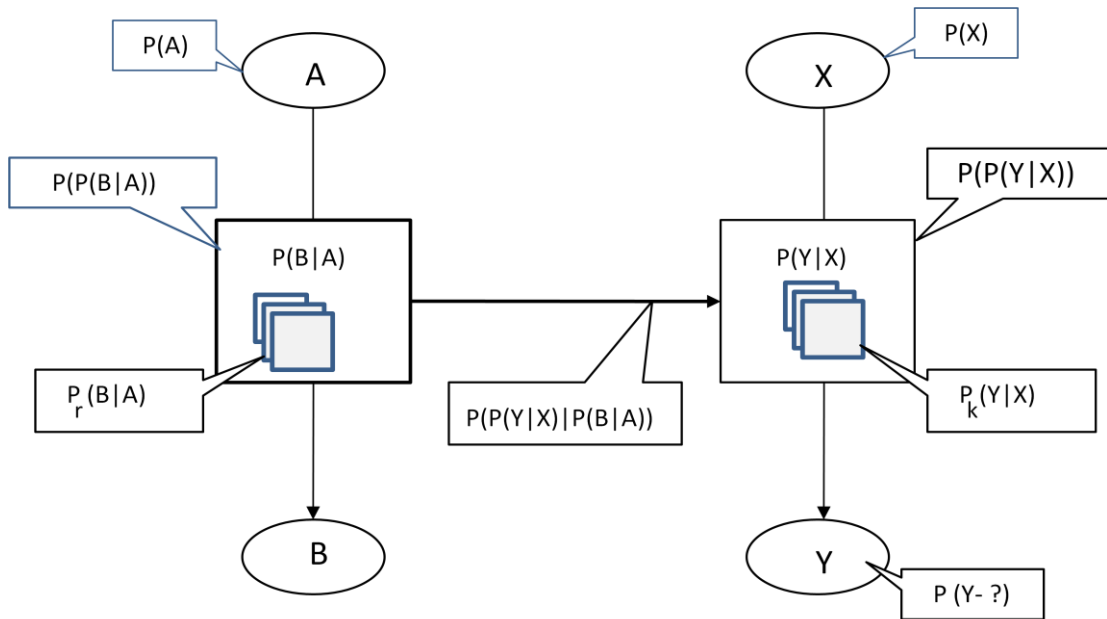 P(A)
A
X
P(X)
P(P(B|A))
P(P(Y|X))
P(B|A)
P(Y|X)
P_r(B|A)
P(P(Y|X)|P(B|A))
P_k(Y|X)
B
Y
P (Y- ?)